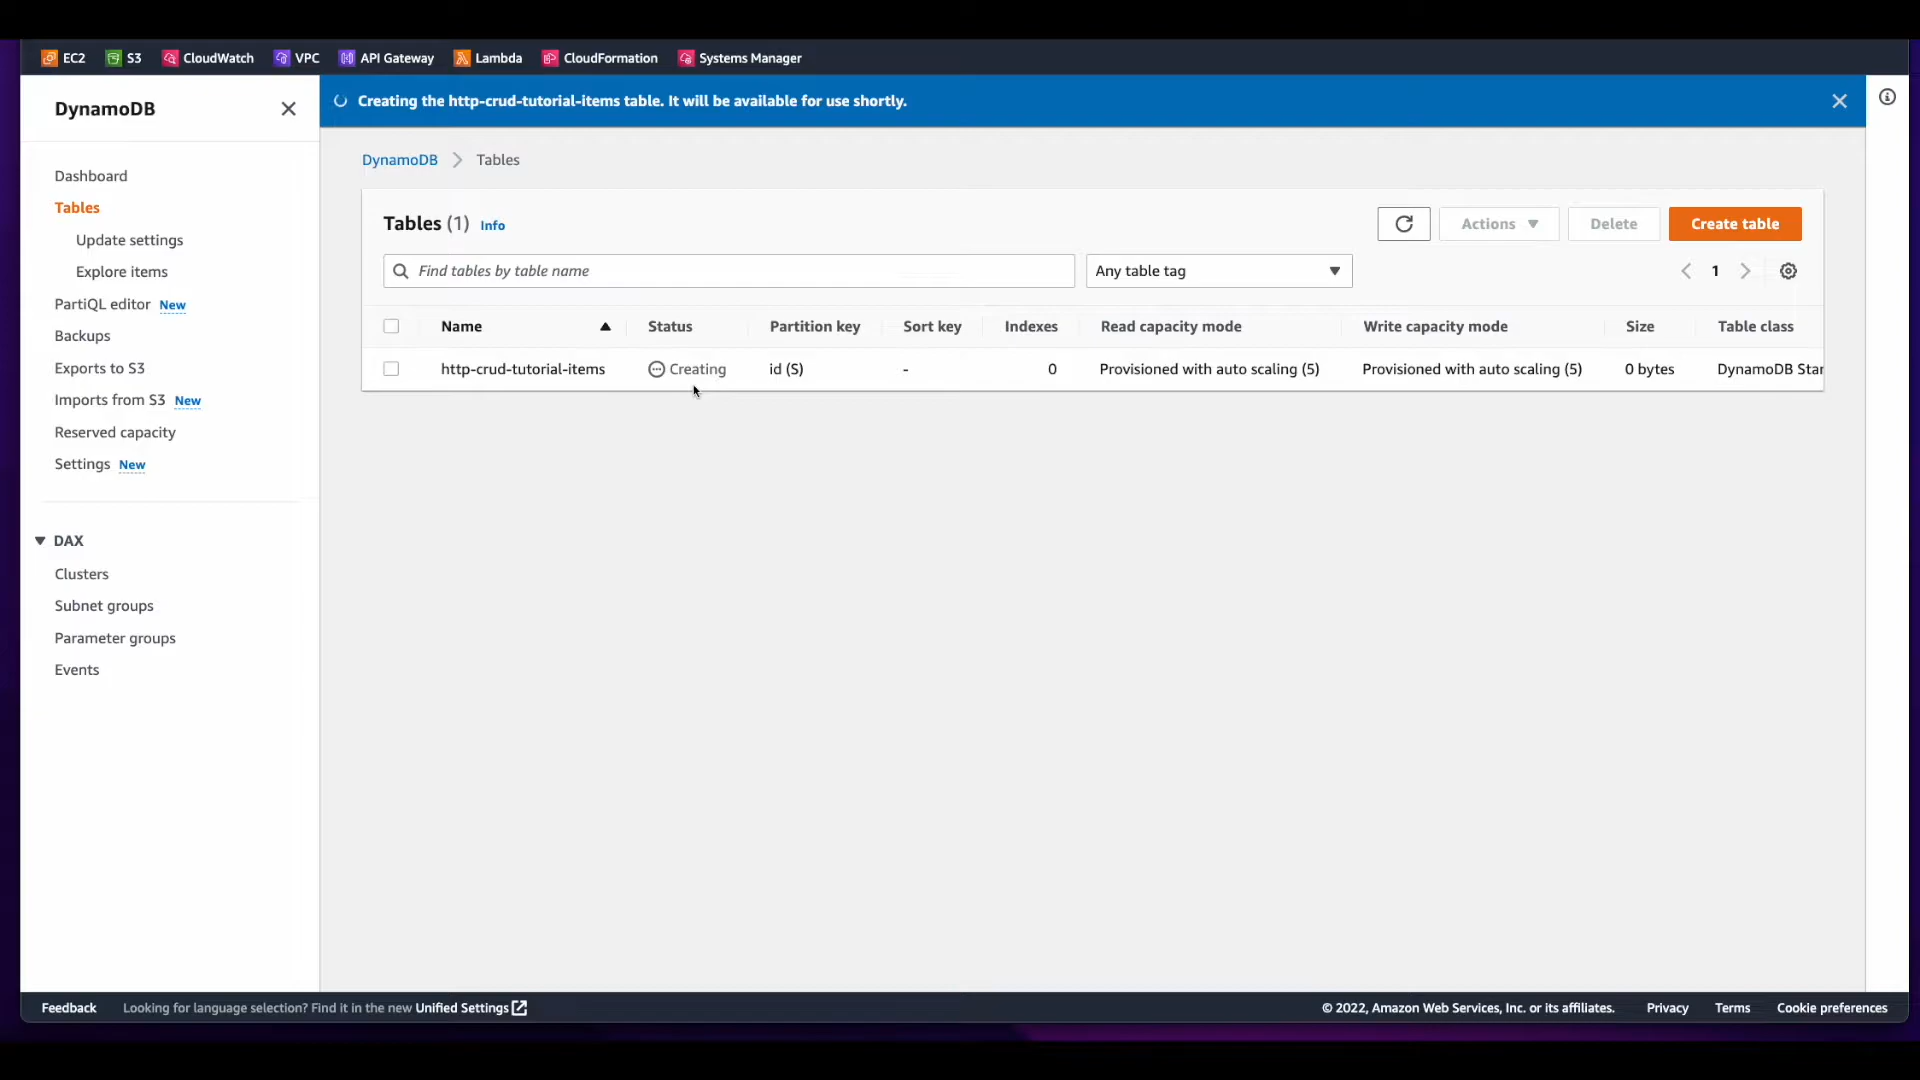 EC2 S3 CloudWatch VPC API Gateway Lambda CloudFormation Systems Manager
DynamoDB
Creating the http-crud-tutorial-items table. It will be available for use shortly.
Dashboard
Tables
Update settings
Explore items
PartiQL editor New
Backups
Exports to S3
Imports from S3 New
Reserved capacity
Settings New
DAX
Clusters
Subnet groups
Parameter groups
Events
DynamoDB Tables
Tables (1) Info
Actions Delete Create table
Find tables by table name Any table tag 1
Name Status Partition key Sort key Indexes Read capacity mode Write capacity mode Size Table class
http-crud-tutorial-items Creating id (S) - 0 Provisioned with auto scaling (5) Provisioned with auto scaling (5) 0 bytes DynamoDB Star
Feedback Looking for language selection? Find it in the new Unified Settings © 2022, Amazon Web Services, Inc. or its affiliates. Privacy Terms Cookie preferences